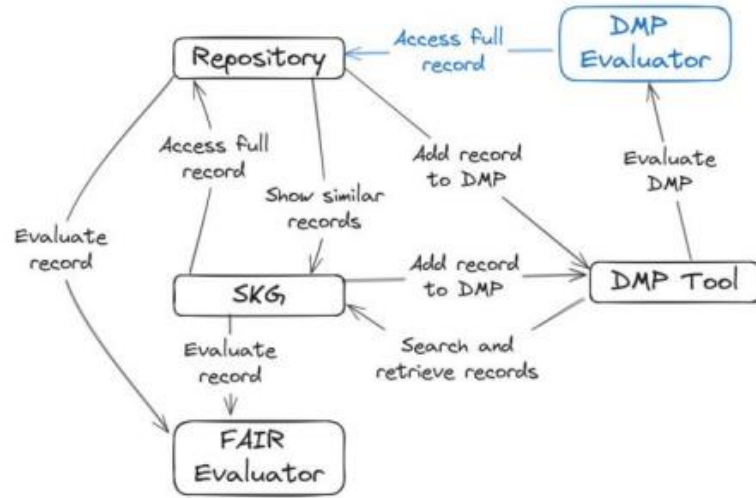 DMP
Evaluator
Access full
record
Repository
Access full
record
Add record
to DMP
Evaluate
DMP
Show similar
records
Evaluate
record
SKG
Add record
to DMP
DMP Tool
Evaluate
record
Search and
retrieve records
FAIR
Evaluator